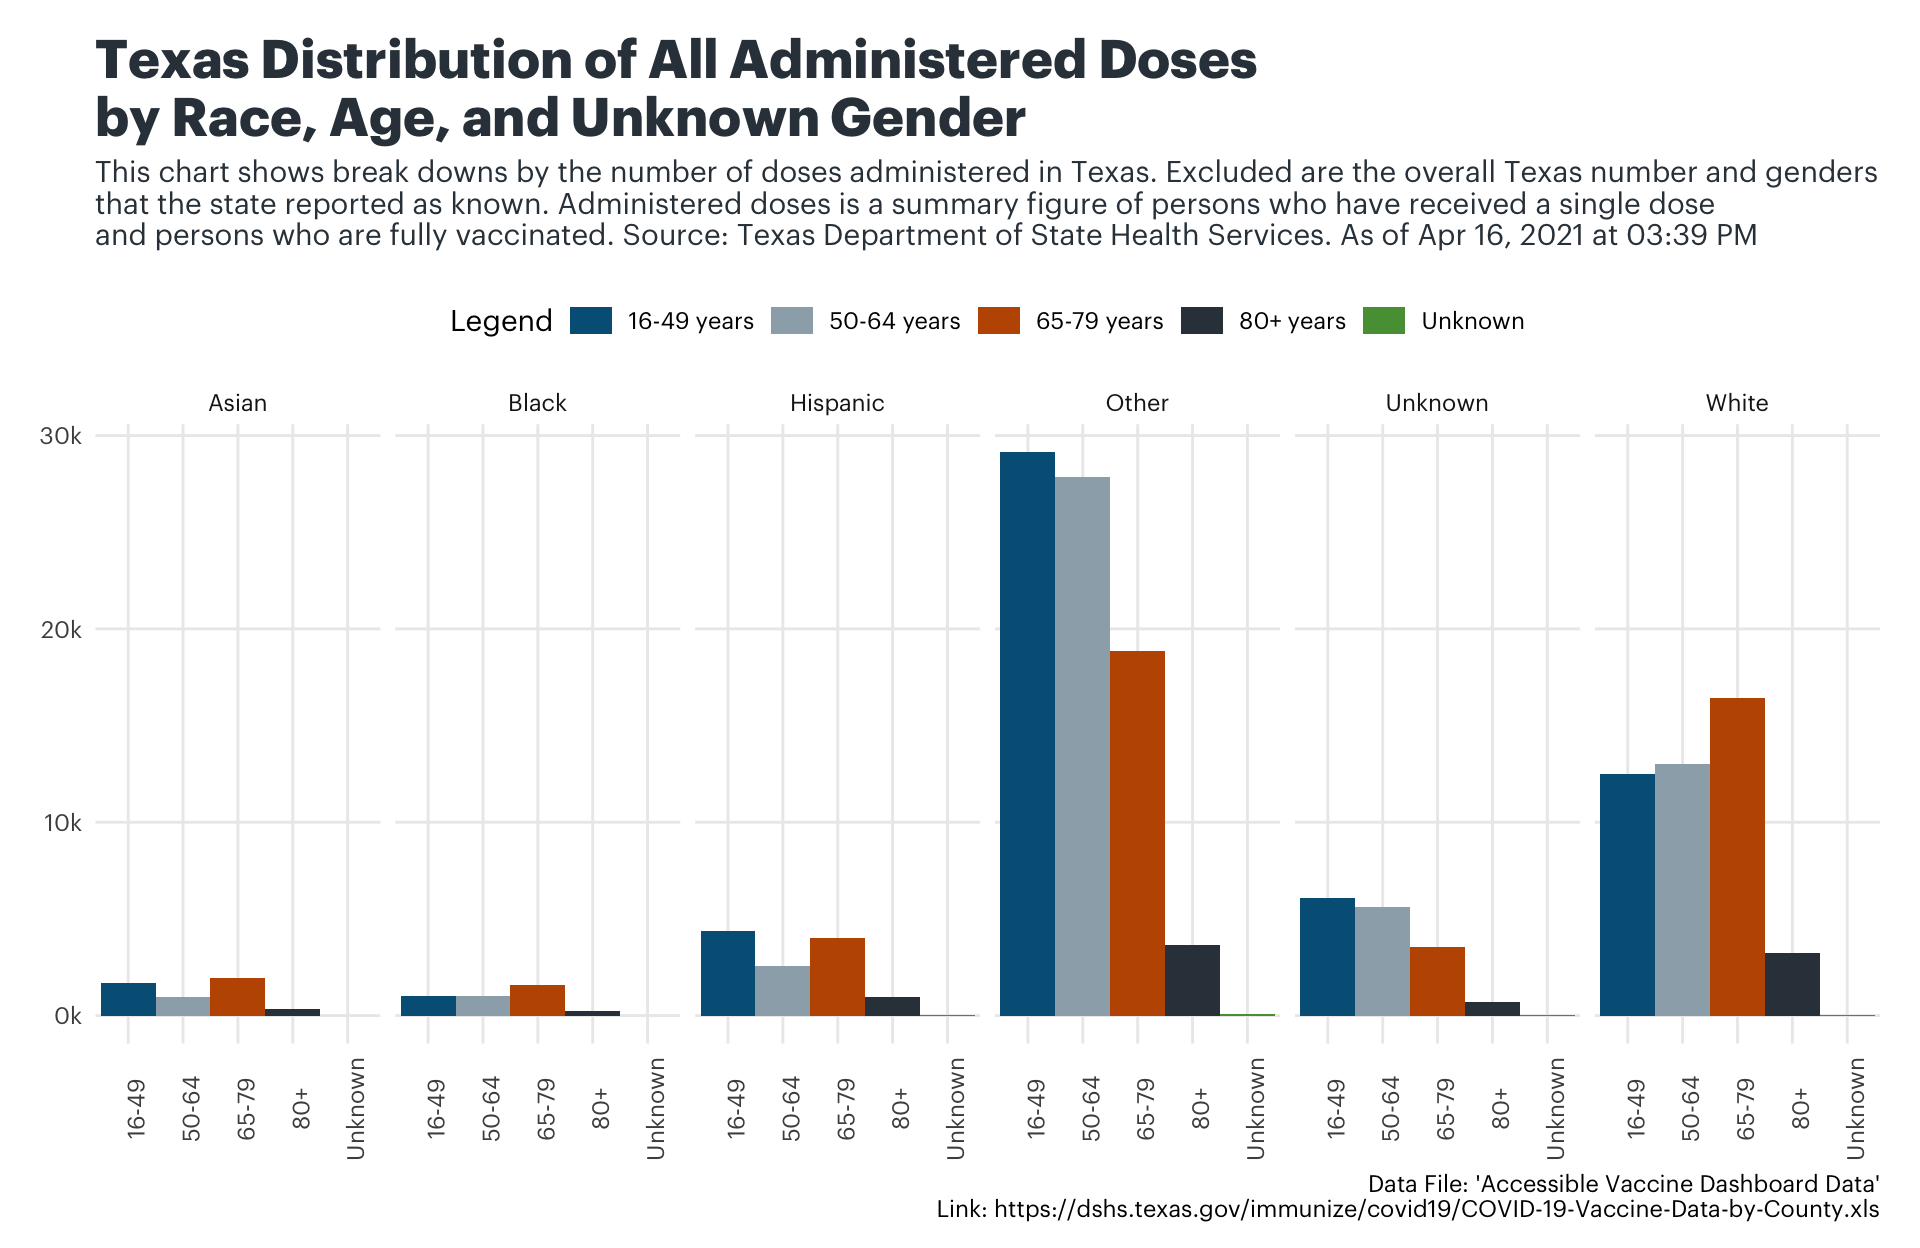 Texas Distribution of All Administered Doses
by Race, Age, and Unknown Gender
This chart shows break downs by the number of doses administered in Texas. Excluded are the overall Texas number and genders
that the state reported as known. Administered doses is a summary figure of persons who have received a single dose
and persons who are fully vaccinated. Source: Texas Department of State Health Services. As of Apr 16, 2021 at 03:39 PM
Legend 16-49 years 50-64 years 65-79 years 80+ years Unknown
Asian Black Hispanic Other Unknown White
30k
20k
10k
0k
16-49 50-64 65-79 80+ Unknown 16-49 50-64 65-79 80+ Unknown 16-49 50-64 65-79 80+ Unknown 16-49 50-64 65-79 80+ Unknown 16-49 50-64 65-79 80+ Unknown 16-49 50-64 65-79 80+ Unknown
Data File: 'Accessible Vaccine Dashboard Data'
Link: https://dshs.texas.gov/immunize/covid19/COVID-19-Vaccine-Data-by-County.xls